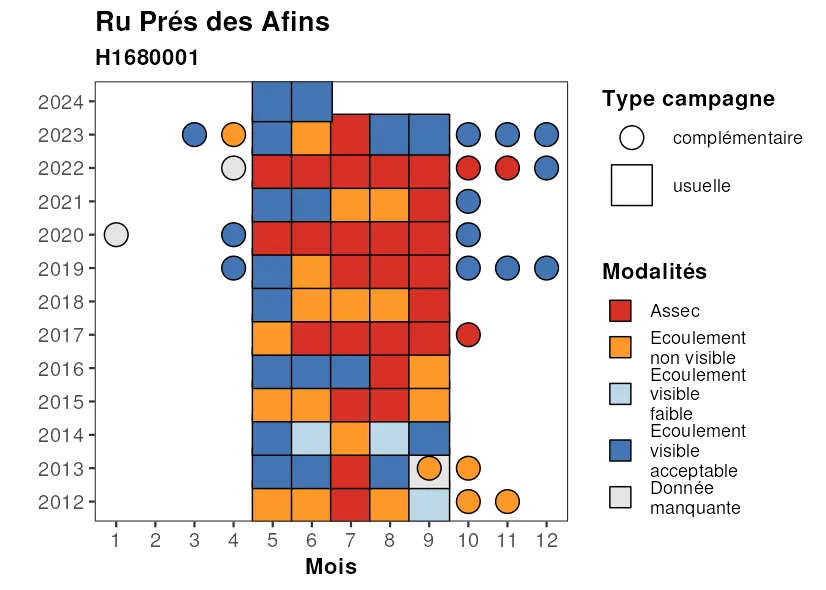 Ru Prés des Afins
H1680001
2024
2023
2022
2021
2020
2019
2018
2017
2016
2015
2014
2013
2012
1 2 3 4 5 6 7 8 9 10 11 12
Mois
Type campagne
complémentaire
usuelle
Modalités
Assec
Ecoulement
non visible
Ecoulement
visible
faible
Ecoulement
visible
acceptable
Donnée
manquante